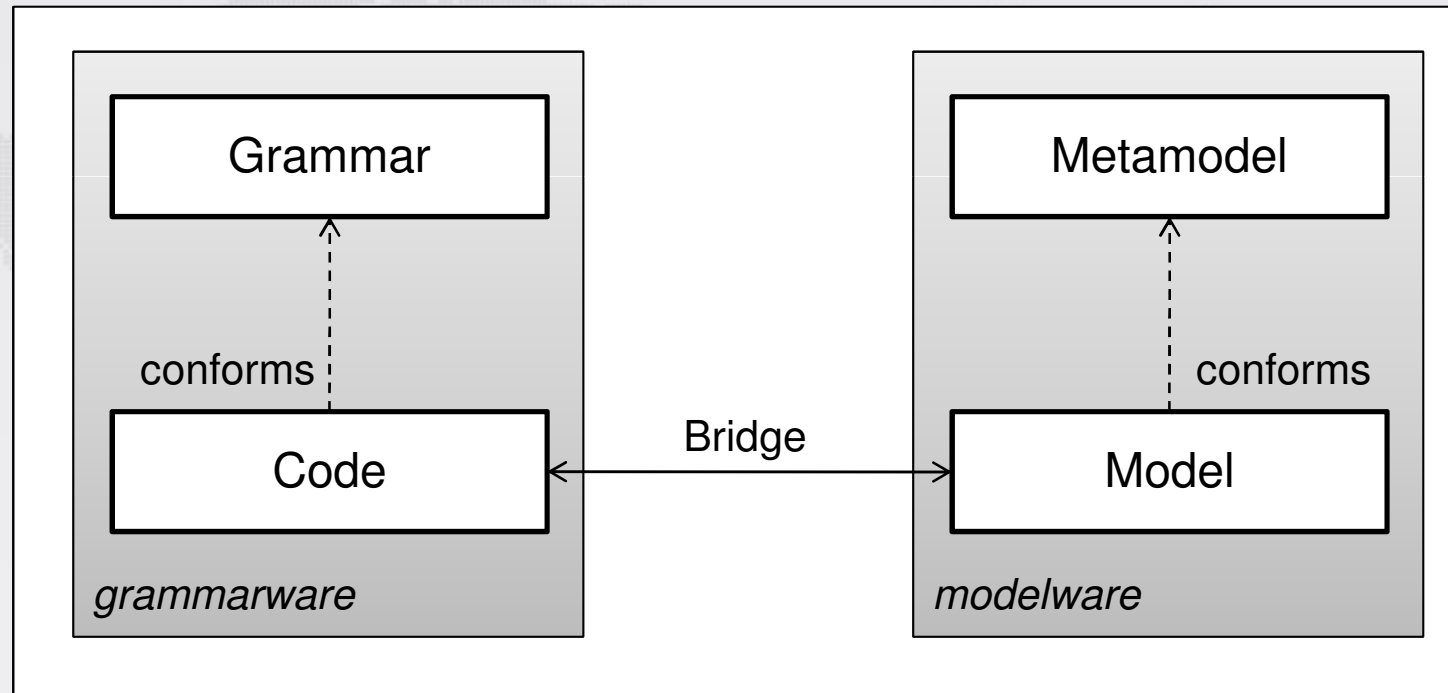 Grammar
Metamodel
conforms
conforms
Bridge
Code
Model
grammarware
modelware